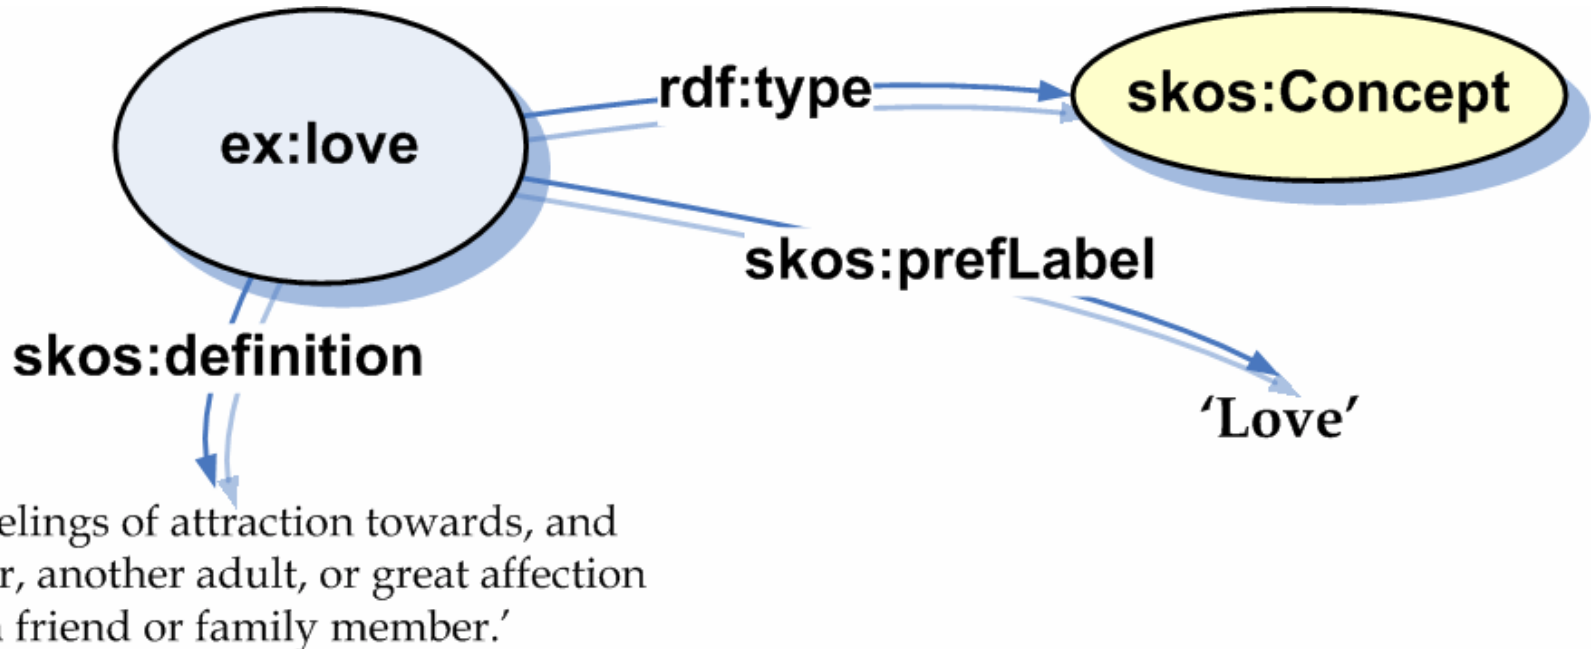 rdf:type
skos:Concept
ex:love
skos:prefLabel
skos:definition
‘Love’
elings of attraction towards, and
r, another adult, or great affection
friend or family member.’